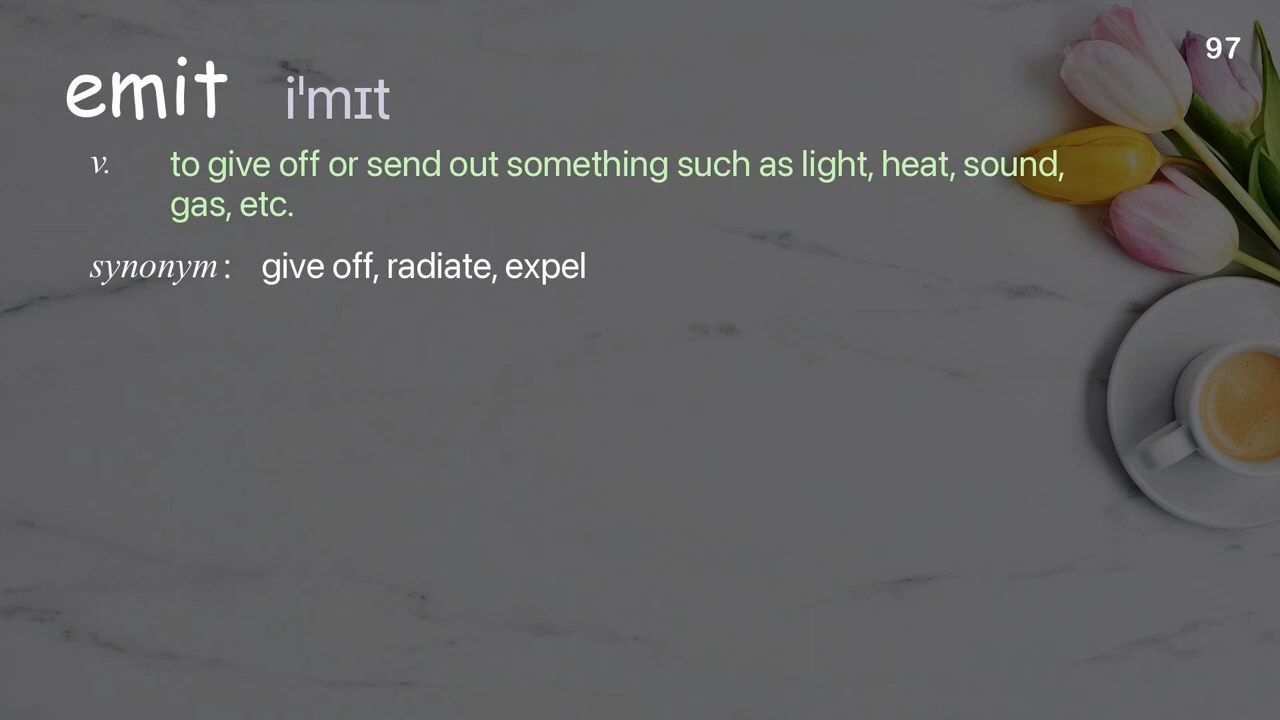 97
emit iˈmɪt
v. to give off or send out something such as light, heat, sound,
gas, etc.
synonym: give off, radiate, expel